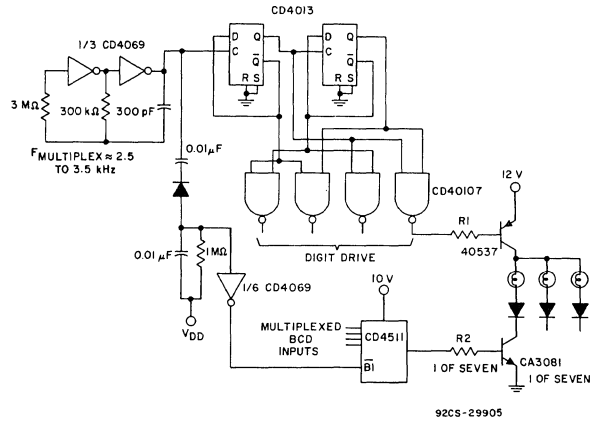 CD4013
1/3 CD4069
D Q
C
Q
R S
D Q
C
Q
R S
3 MΩ
300 kΩ
300 pF
F MULTIPLEX ≈ 2.5
TO 3.5 kHz
0.01 µF
CD40107
12 V
R1
40537
DIGIT DRIVE
0.01 µF
1 MΩ
1/6 CD4069
VDD
10 V
MULTIPLEXED
BCD
INPUTS
CD4511
BI
R2
1 OF SEVEN
CA3081
1 OF SEVEN
92CS-29905